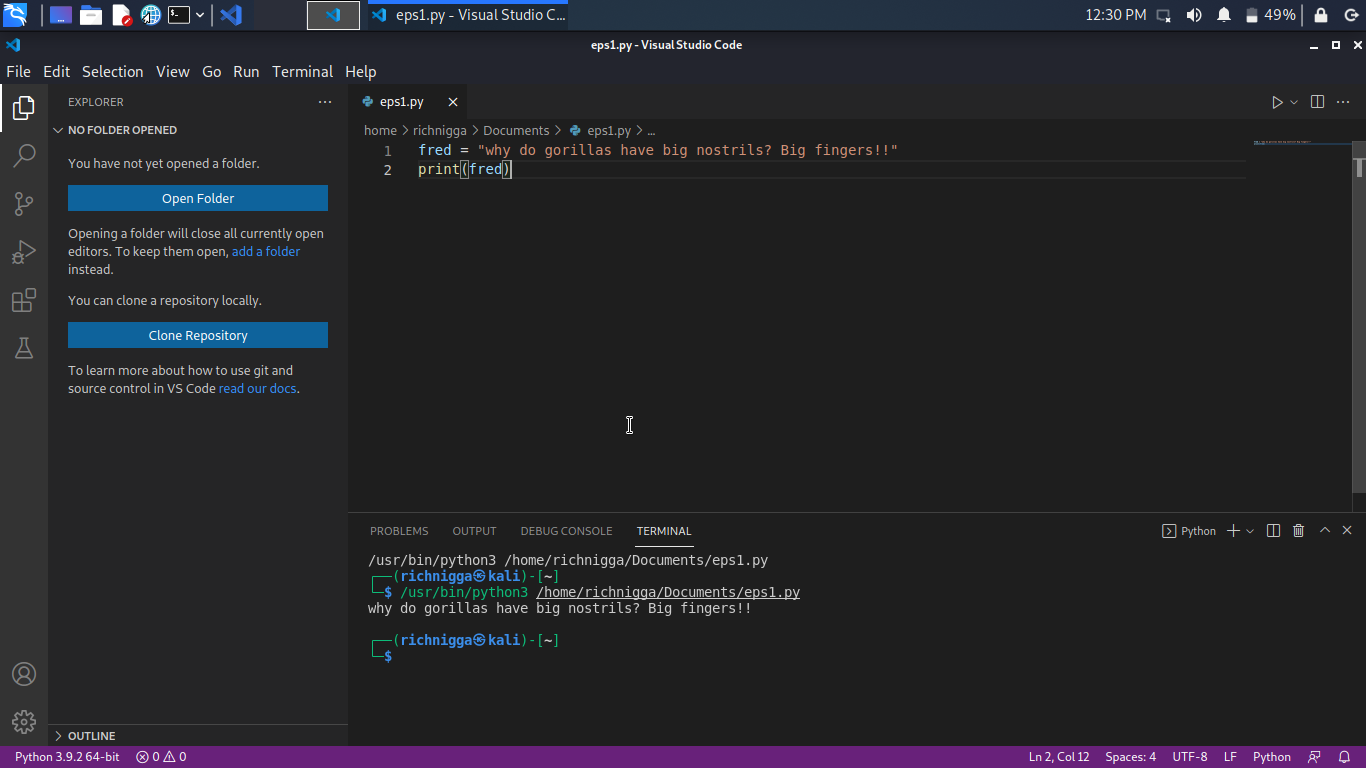 eps1.py - Visual Studio C...
12:30 PM
49%
eps1.py - Visual Studio Code
File Edit Selection View Go Run Terminal Help
EXPLORER
NO FOLDER OPENED
You have not yet opened a folder.
Open Folder
Opening a folder will close all currently open
editors. To keep them open, add a folder
instead.
You can clone a repository locally.
Clone Repository
To learn more about how to use git and
source control in VS Code read our docs.
OUTLINE
eps1.py
home > richnigga > Documents > eps1.py > ...
1 fred = "why do gorillas have big nostrils? Big fingers!!"
2 print(fred)
PROBLEMS OUTPUT DEBUG CONSOLE TERMINAL
Python
/usr/bin/python3 /home/richnigga/Documents/eps1.py
┌──(richnigga㉿kali)-[~]
└─$ /usr/bin/python3 /home/richnigga/Documents/eps1.py
why do gorillas have big nostrils? Big fingers!!
┌──(richnigga㉿kali)-[~]
└─$
Python 3.9.2 64-bit 0 0
Ln 2, Col 12 Spaces: 4 UTF-8 LF Python